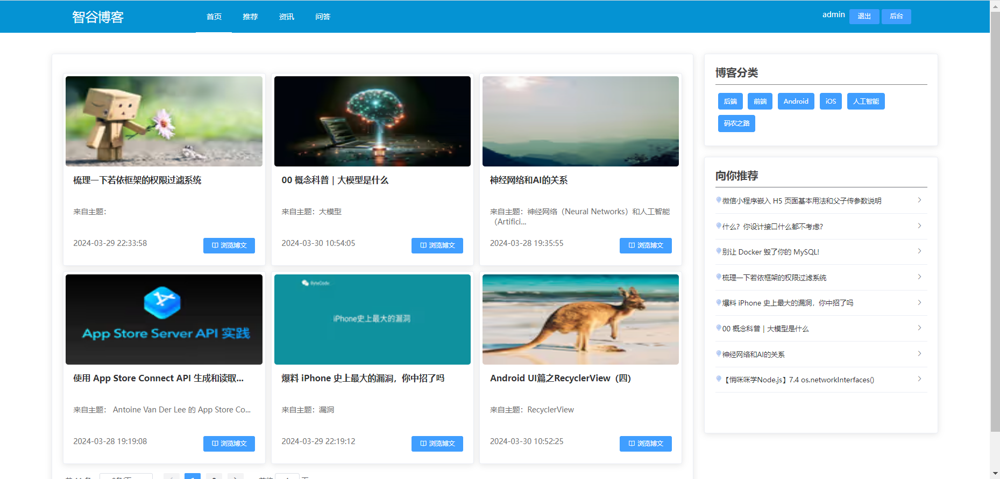 智谷博客
首页
推荐
资讯
问答
admin
退出
后台
梳理一下若依框架的权限过滤系统
来自主题：
2024-03-29 22:33:58
浏览博文
00 概念科普 | 大模型是什么
来自主题：大模型
2024-03-30 10:54:05
浏览博文
神经网络和AI的关系
来自主题：神经网络（Neural Networks）和人工智能
（Artifici...
2024-03-28 19:35:55
浏览博文
App Store Server API 实践
使用 App Store Connect API 生成和读取...
来自主题： Antoine Van Der Lee 的 App Store Co...
2024-03-28 19:19:08
浏览博文
ByteCode
iPhone史上最大的漏洞
爆料 iPhone 史上最大的漏洞，你中招了吗
来自主题：漏洞
2024-03-29 22:19:12
浏览博文
Android UI篇之RecyclerView（四）
来自主题：RecyclerView
2024-03-30 10:52:25
浏览博文
博客分类
后端
前端
Android
iOS
人工智能
码农之路
向你推荐
微信小程序嵌入 H5 页面基本用法和父子传参数说明
什么？你设计接口什么都不考虑？
别让 Docker 毁了你的 MySQL!
梳理一下若依框架的权限过滤系统
爆料 iPhone 史上最大的漏洞，你中招了吗
00 概念科普 | 大模型是什么
神经网络和AI的关系
【悄咪咪学Node.js】7.4 os.networkInterfaces()